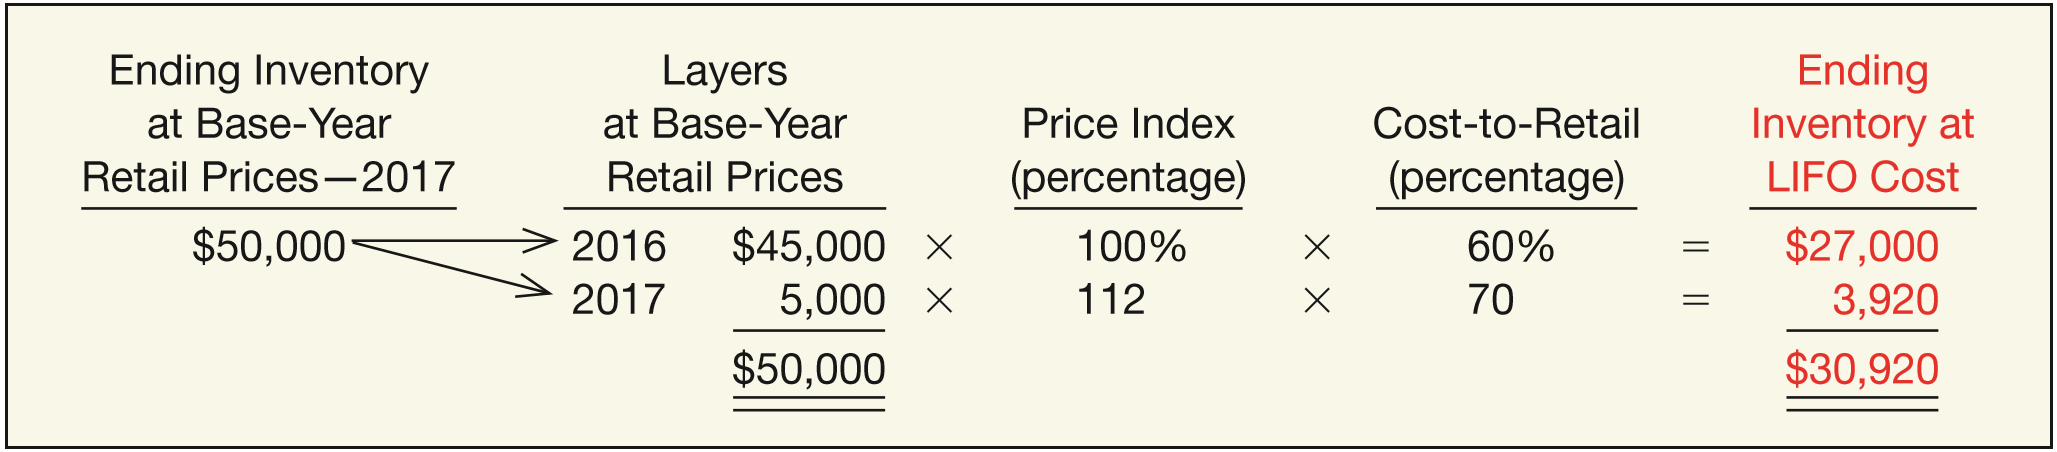 Ending Inventory
at Base-Year
Retail Prices—2017
Layers
at Base-Year
Retail Prices
Price Index
(percentage)
Cost-to-Retail
(percentage)
Ending
Inventory at
LIFO Cost
$50,000 2016 $45,000 × 100% × 60% = $27,000
2017 5,000 × 112 × 70 = 3,920
$50,000 $30,920